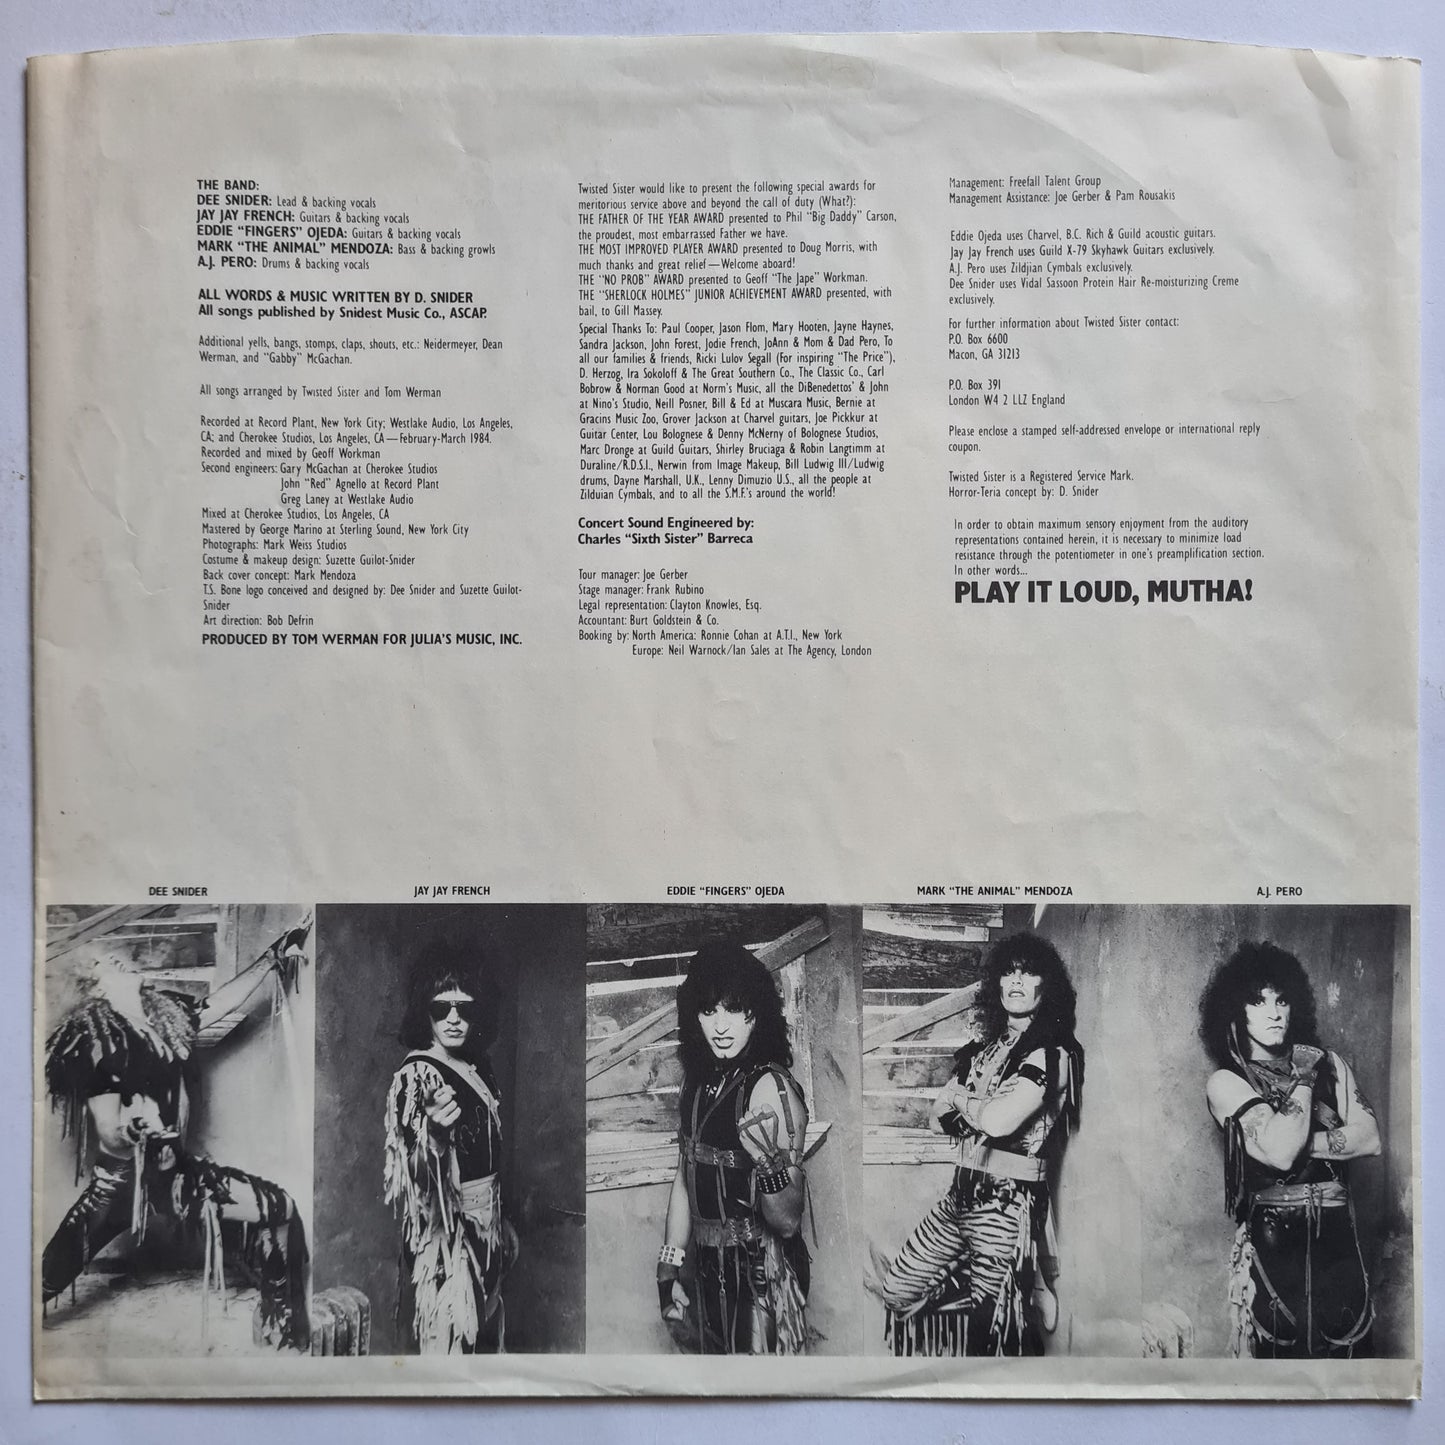 THE BAND:
DEE SNIDER: Lead & backing vocals
JAY JAY FRENCH: Guitars & backing vocals
EDDIE "FINGERS" OJEDA: Guitars & backing vocals
MARK "THE ANIMAL" MENDOZA: Bass & backing growls
A.J. PERO: Drums & backing vocals
ALL WORDS & MUSIC WRITTEN BY D. SNIDER
All songs published by Snidest Music Co., ASCAP.
Additional yells, bangs, stomps, claps, shouts, etc.: Neidermeyer, Dean
Werman, and "Gabby" McGachan.
All songs arranged by Twisted Sister and Tom Werman
Recorded at Record Plant, New York City; Westlake Audio, Los Angeles,
CA; and Cherokee Studios, Los Angeles, CA—February-March 1984.
Recorded and mixed by Geoff Workman
Second engineers: Gary McGachan at Cherokee Studios
John "Red" Agnello at Record Plant
Greg Laney at Westlake Audio
Mixed at Cherokee Studios, Los Angeles, CA
Mastered by George Marino at Sterling Sound, New York City
Photographs: Mark Weiss Studios
Costume & makeup design: Suzette Guilot-Snider
Back cover concept: Mark Mendoza
T.S. Bone logo conceived and designed by: Dee Snider and Suzette Guilot-
Snider
Art direction: Bob Defrin
PRODUCED BY TOM WERMAN FOR JULIA'S MUSIC, INC.
Twisted Sister would like to present the following special awards for
meritorious service above and beyond the call of duty (What?):
THE FATHER OF THE YEAR AWARD presented to Phil "Big Daddy" Carson,
the proudest, most embarrassed Father we have.
THE MOST IMPROVED PLAYER AWARD presented to Doug Morris, with
much thanks and great relief—Welcome aboard!
THE "NO PROB" AWARD presented to Geoff "The Jape" Workman.
THE "SHERLOCK HOLMES" JUNIOR ACHIEVEMENT AWARD presented, with
bail, to Gill Massey.
Special Thanks To: Paul Cooper, Jason Flom, Mary Hooten, Jayne Haynes,
Sandra Jackson, John Forest, Jodie French, JoAnn & Mom & Dad Pero, To
all our families & friends, Ricki Lulov Segall (For inspiring "The Price"),
D. Herzog, Ira Sokoloff & The Great Southern Co., The Classic Co., Carl
Bobrow & Norman Good at Norm's Music, all the DiBenedettos' & John
at Nino's Studio, Neill Posner, Bill & Ed at Muscara Music, Bernie at
Gracins Music Zoo, Grover Jackson at Charvel guitars, Joe Pickkur at
Guitar Center, Lou Bolognese & Denny McNerny of Bolognese Studios,
Marc Dronge at Guild Guitars, Shirley Bruciaga & Robin Langtimm at
Duraline/R.D.S.I., Nerwin from Image Makeup, Bill Ludwig III/Ludwig
drums, Dayne Marshall, U.K., Lenny Dimuzio U.S., all the people at
Zilduian Cymbals, and to all the S.M.F.'s around the world!
Concert Sound Engineered by:
Charles "Sixth Sister" Barreca
Tour manager: Joe Gerber
Stage manager: Frank Rubino
Legal representation: Clayton Knowles, Esq.
Accountant: Burt Goldstein & Co.
Booking by: North America: Ronnie Cohan at A.T.I., New York
Europe: Neil Warnock/Ian Sales at The Agency, London
Management: Freefall Talent Group
Management Assistance: Joe Gerber & Pam Rousakis
Eddie Ojeda uses Charvel, B.C. Rich & Guild acoustic guitars.
Jay Jay French uses Guild X-79 Skyhawk Guitars exclusively.
A.J. Pero uses Zildjian Cymbals exclusively.
Dee Snider uses Vidal Sassoon Protein Hair Re-moisturizing Creme
exclusively.
For further information about Twisted Sister contact:
P.O. Box 6600
Macon, GA 31213
P.O. Box 391
London W4 2 LLZ England
Please enclose a stamped self-addressed envelope or international reply
coupon.
Twisted Sister is a Registered Service Mark.
Horror-Teria concept by: D. Snider
In order to obtain maximum sensory enjoyment from the auditory
representations contained herein, it is necessary to minimize load
resistance through the potentiometer in one's preamplification section.
In other words...
PLAY IT LOUD, MUTHA!
DEE SNIDER
JAY JAY FRENCH
EDDIE "FINGERS" OJEDA
MARK "THE ANIMAL" MENDOZA
A.J. PERO